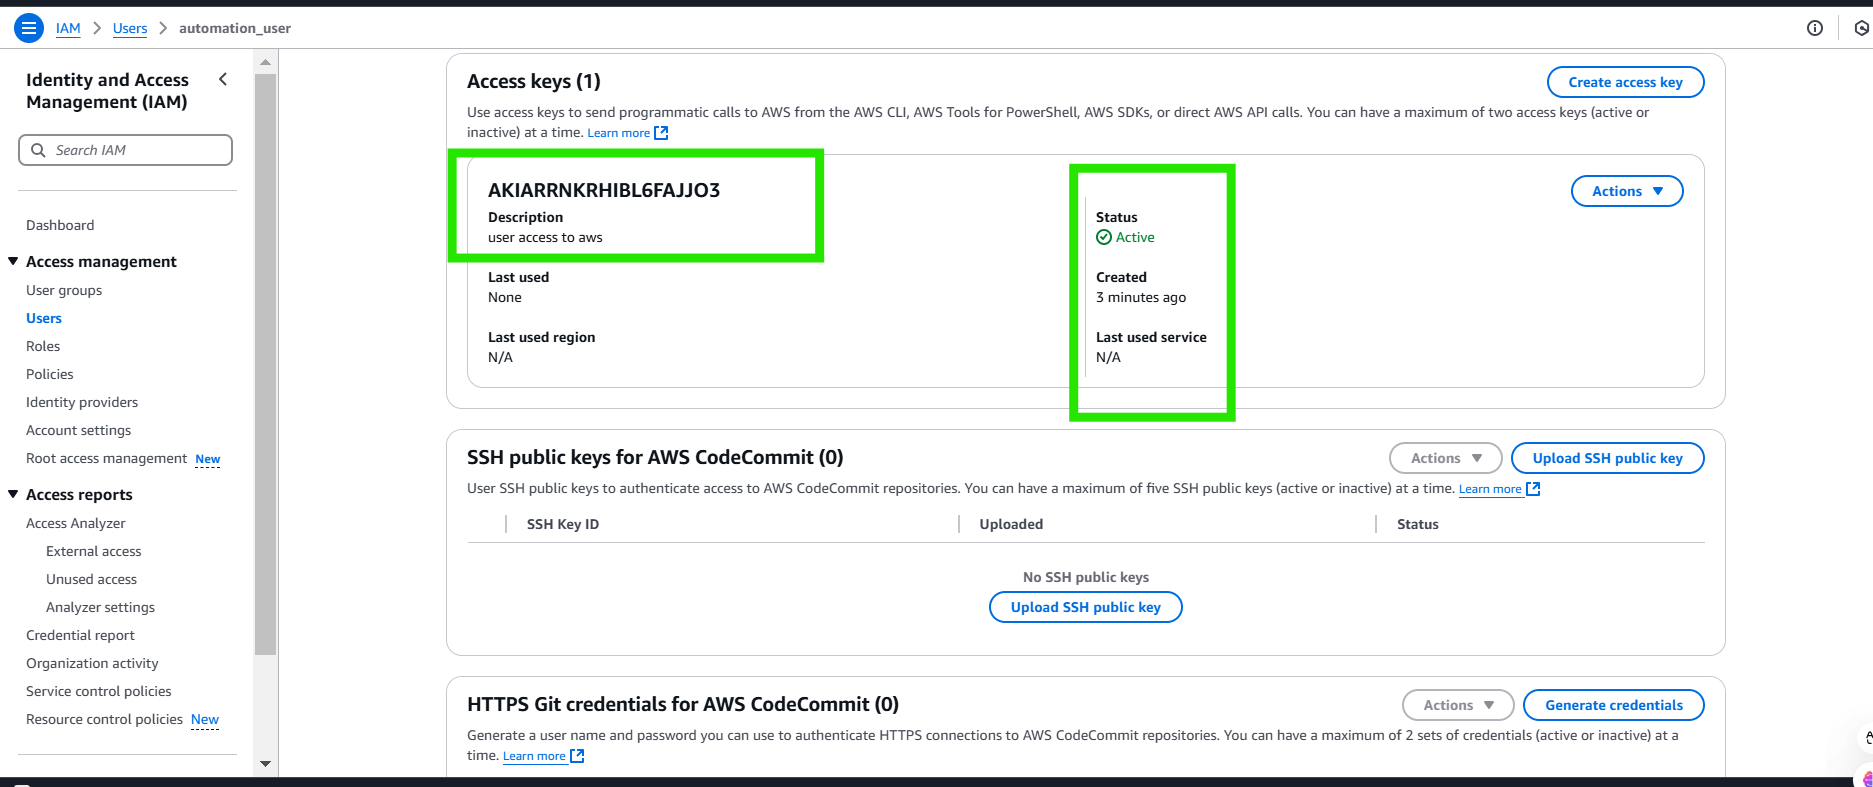 IAM > Users > automation_user
Identity and Access
Management (IAM)
Search IAM
Dashboard
Access management
User groups
Users
Roles
Policies
Identity providers
Account settings
Root access management New
Access reports
Access Analyzer
External access
Unused access
Analyzer settings
Credential report
Organization activity
Service control policies
Resource control policies New
Access keys (1)
Create access key
Use access keys to send programmatic calls to AWS from the AWS CLI, AWS Tools for PowerShell, AWS SDKs, or direct AWS API calls. You can have a maximum of two access keys (active or
inactive) at a time. Learn more
AKIARRNKRHIBL6FAJJO3
Actions
Description
user access to aws
Status
Active
Last used
None
Created
3 minutes ago
Last used region
N/A
Last used service
N/A
SSH public keys for AWS CodeCommit (0)
Actions
Upload SSH public key
User SSH public keys to authenticate access to AWS CodeCommit repositories. You can have a maximum of five SSH public keys (active or inactive) at a time. Learn more
SSH Key ID
Uploaded
Status
No SSH public keys
Upload SSH public key
HTTPS Git credentials for AWS CodeCommit (0)
Actions
Generate credentials
Generate a user name and password you can use to authenticate HTTPS connections to AWS CodeCommit repositories. You can have a maximum of 2 sets of credentials (active or inactive) at a
time. Learn more